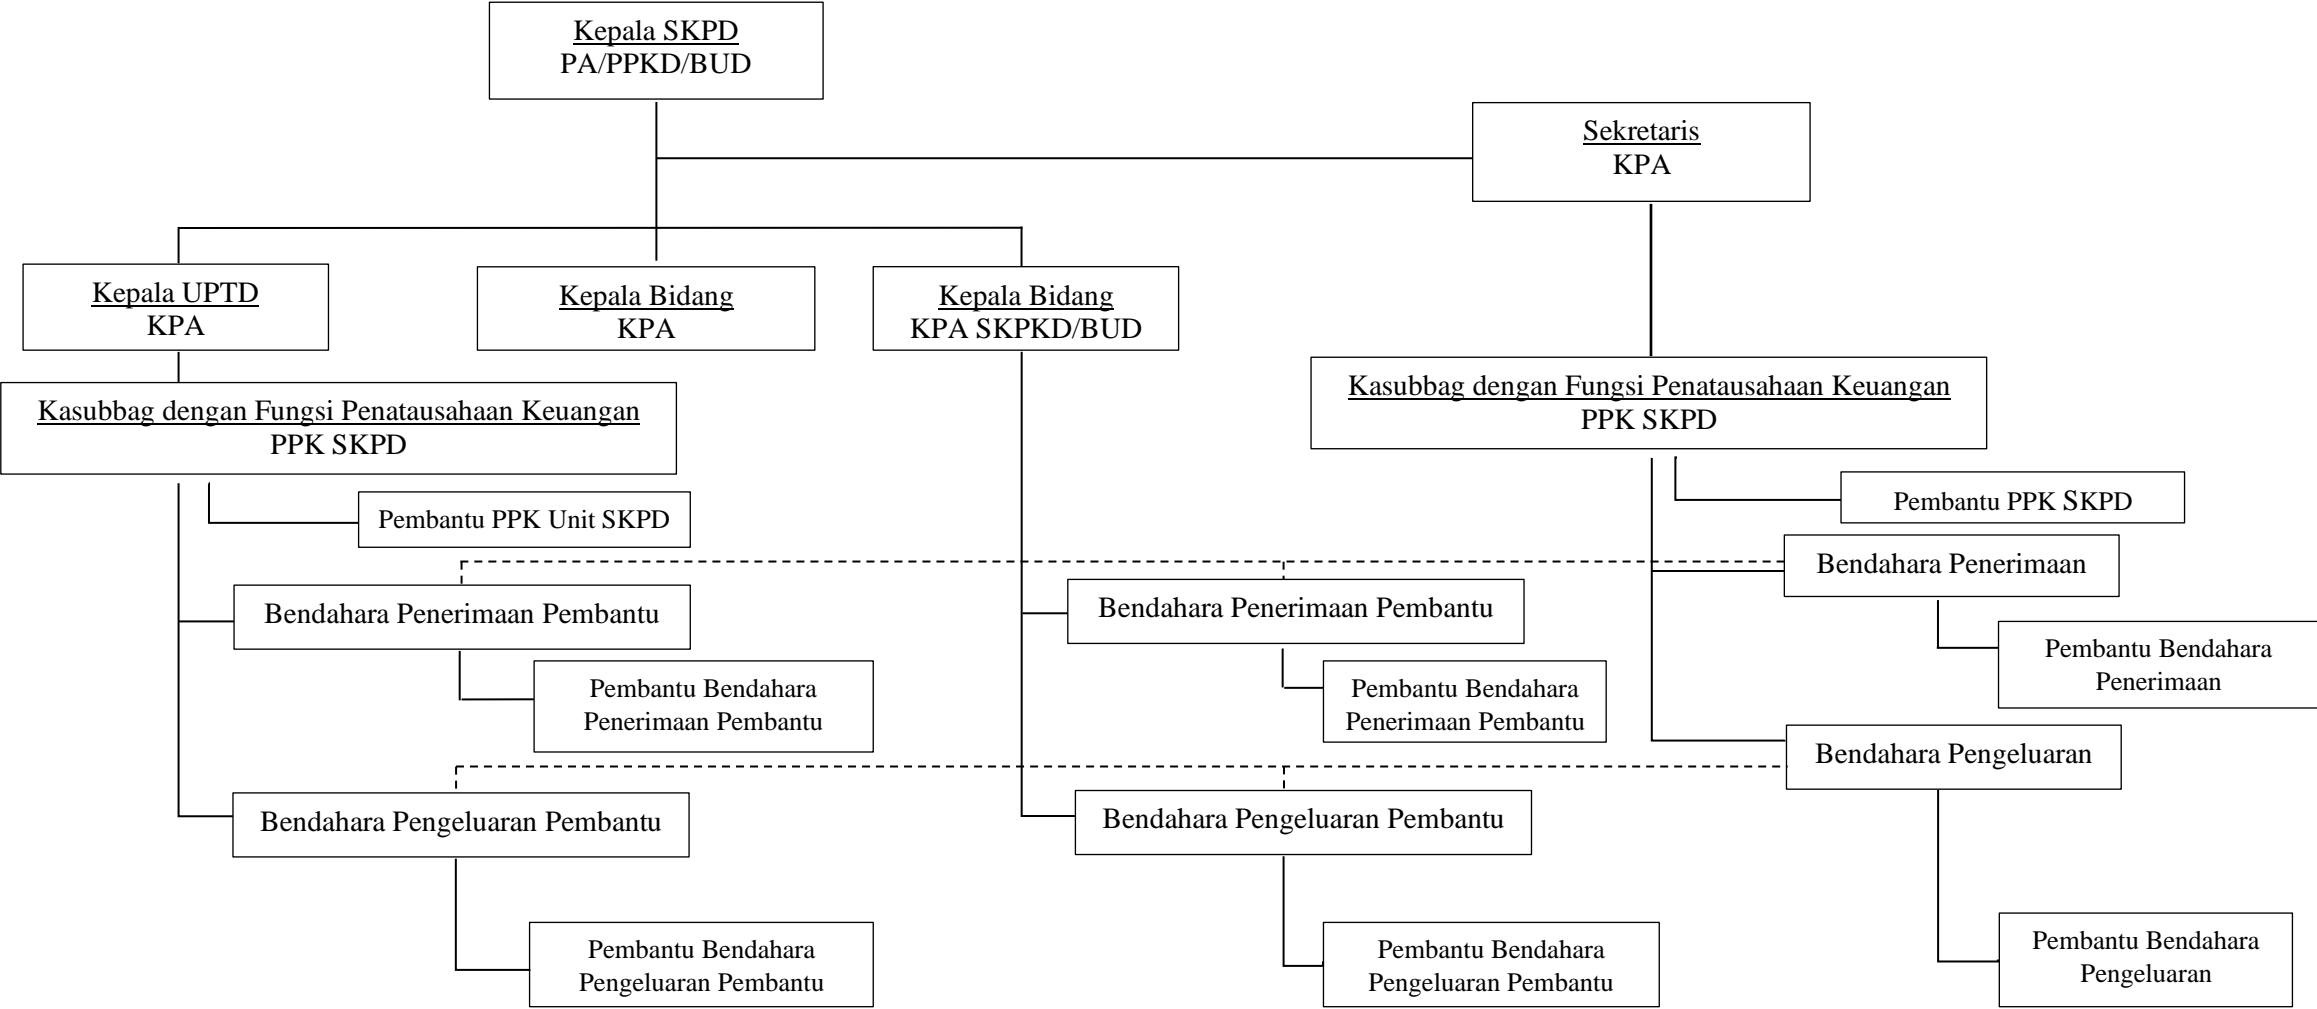 Kepala SKPD
PA/PPKD/BUD
Sekretaris
KPA
Kepala UPTD
KPA
Kepala Bidang
KPA
Kepala Bidang
KPA SKPKD/BUD
Kasubbag dengan Fungsi Penatausahaan Keuangan
PPK SKPD
Kasubbag dengan Fungsi Penatausahaan Keuangan
PPK SKPD
Pembantu PPK Unit SKPD
Pembantu PPK SKPD
Bendahara Penerimaan Pembantu
Bendahara Penerimaan Pembantu
Bendahara Penerimaan
Pembantu Bendahara
Penerimaan Pembantu
Pembantu Bendahara
Penerimaan Pembantu
Pembantu Bendahara
Penerimaan
Bendahara Pengeluaran Pembantu
Bendahara Pengeluaran Pembantu
Bendahara Pengeluaran
Pembantu Bendahara
Pengeluaran Pembantu
Pembantu Bendahara
Pengeluaran Pembantu
Pembantu Bendahara
Pengeluaran